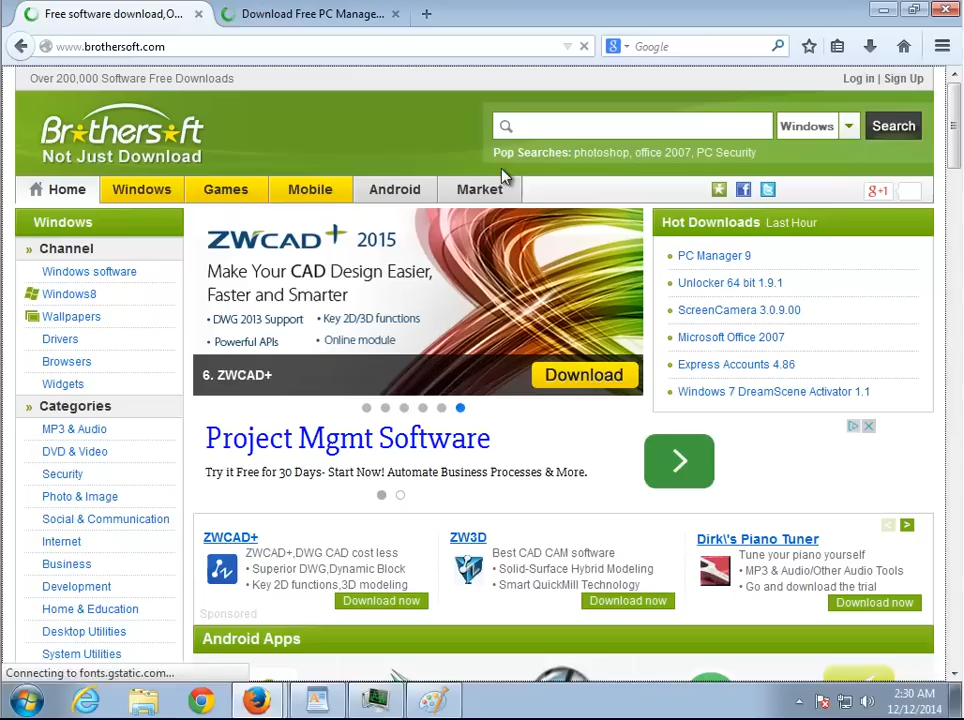 Free software download,O...
Download Free PC Manage...
www.brothersoft.com
Google
Over 200,000 Software Free Downloads
Log in | Sign Up
Brothersoft
Not Just Download
Windows
Search
Pop Searches: photoshop, office 2007, PC Security
Home
Windows
Games
Mobile
Android
Market
+1
Windows
» Channel
Windows software
Windows8
Wallpapers
Drivers
Browsers
Widgets
» Categories
MP3 & Audio
DVD & Video
Security
Photo & Image
Social & Communication
Internet
Business
Development
Home & Education
Desktop Utilities
System Utilities
ZWCAD+ 2015
Make Your CAD Design Easier,
Faster and Smarter
• DWG 2013 Support • Key 2D/3D functions
• Powerful APIs • Online module
6. ZWCAD+
Download
Hot Downloads Last Hour
PC Manager 9
Unlocker 64 bit 1.9.1
ScreenCamera 3.0.9.00
Microsoft Office 2007
Express Accounts 4.86
Windows 7 DreamScene Activator 1.1
Project Mgmt Software
Try it Free for 30 Days- Start Now! Automate Business Processes & More.
ZWCAD+
ZWCAD+,DWG CAD cost less
• Superior DWG,Dynamic Block
• Key 2D functions,3D modeling
Download now
ZW3D
Best CAD CAM software
• Solid-Surface Hybrid Modeling
• Smart QuickMill Technology
Download now
Dirk\'s Piano Tuner
Tune your piano yourself
• MP3 & Audio/Other Audio Tools
• Go and download the trial
Download now
Sponsored
Android Apps
Connecting to fonts.gstatic.com...
2:30 AM
12/12/2014